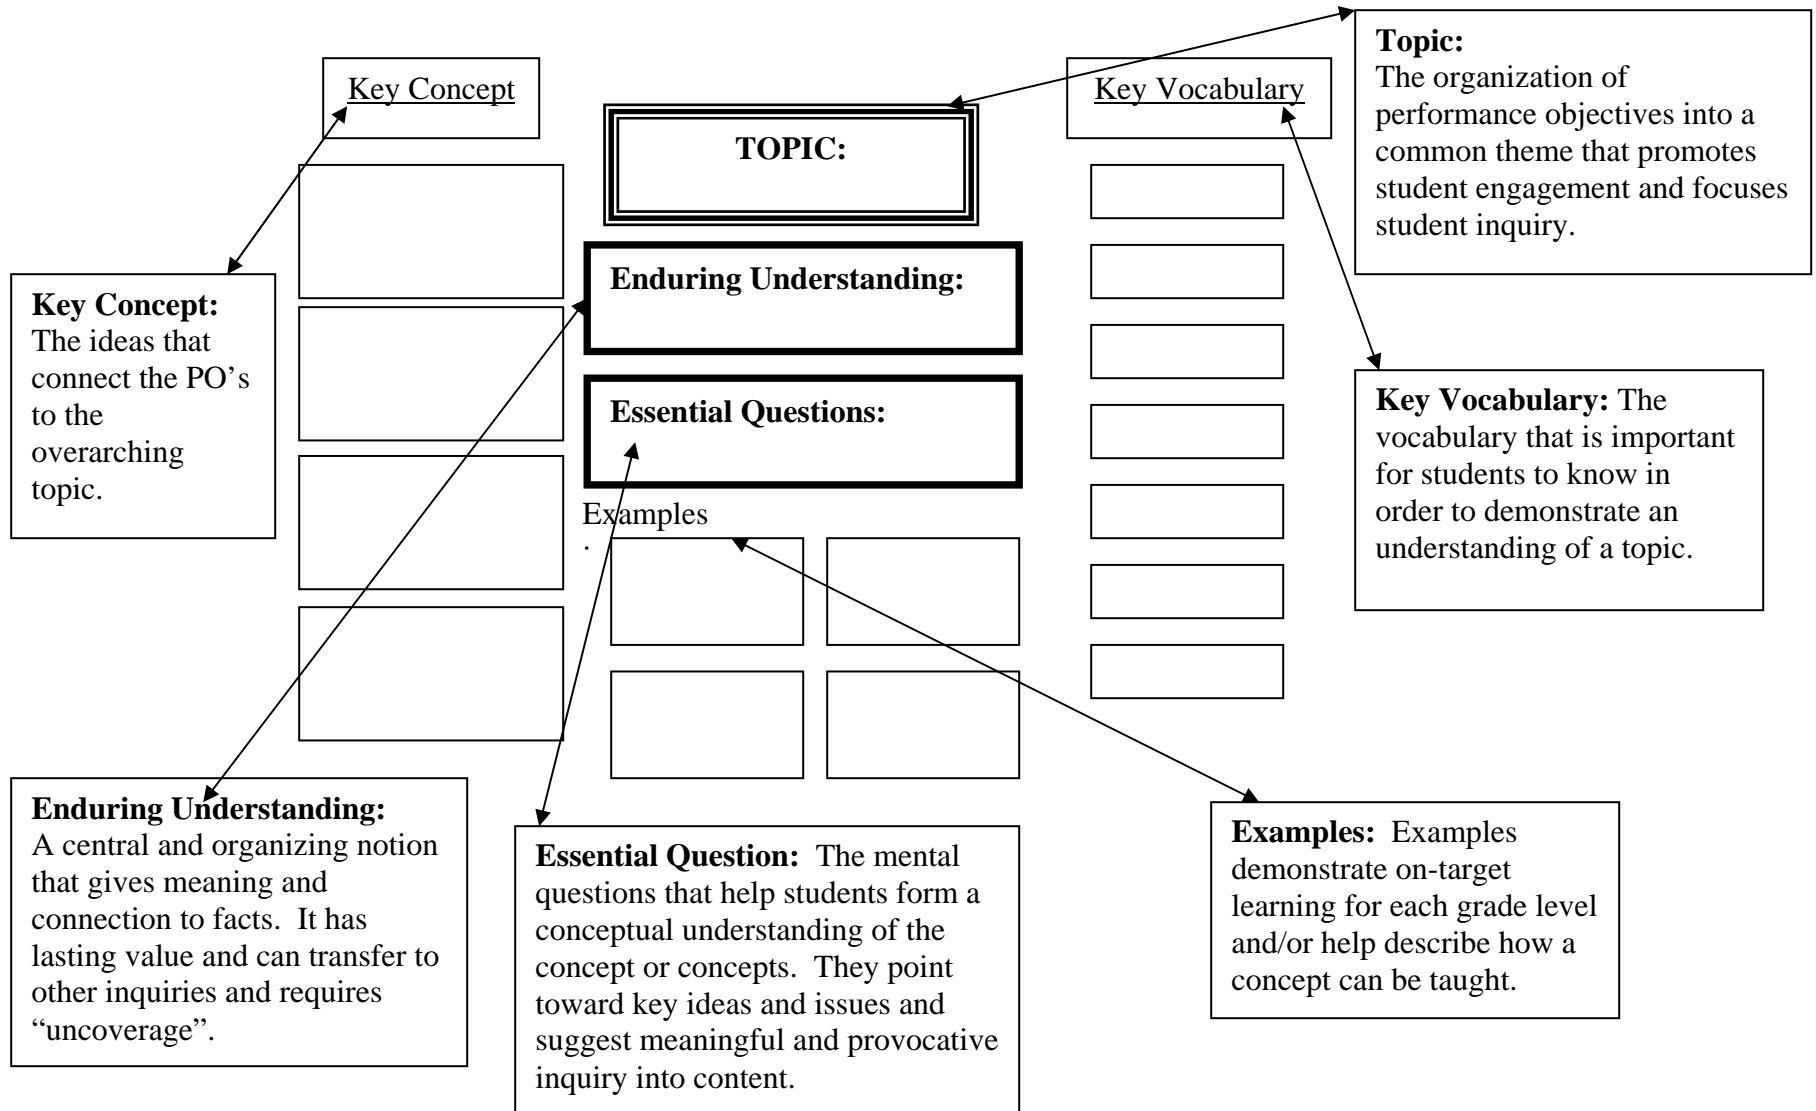 Key Concept
TOPIC:
Key Vocabulary
Topic:
The organization of
performance objectives into a
common theme that promotes
student engagement and focuses
student inquiry.
Enduring Understanding:
Key Concept:
The ideas that
connect the PO’s
to the
overarching
topic.
Essential Questions:
Key Vocabulary: The
vocabulary that is important
for students to know in
order to demonstrate an
understanding of a topic.
Examples
.
Enduring Understanding:
A central and organizing notion
that gives meaning and
connection to facts.  It has
lasting value and can transfer to
other inquiries and requires
“uncoverage”.
Essential Question:  The mental
questions that help students form a
conceptual understanding of the
concept or concepts.  They point
toward key ideas and issues and
suggest meaningful and provocative
inquiry into content.
Examples:  Examples
demonstrate on-target
learning for each grade level
and/or help describe how a
concept can be taught.